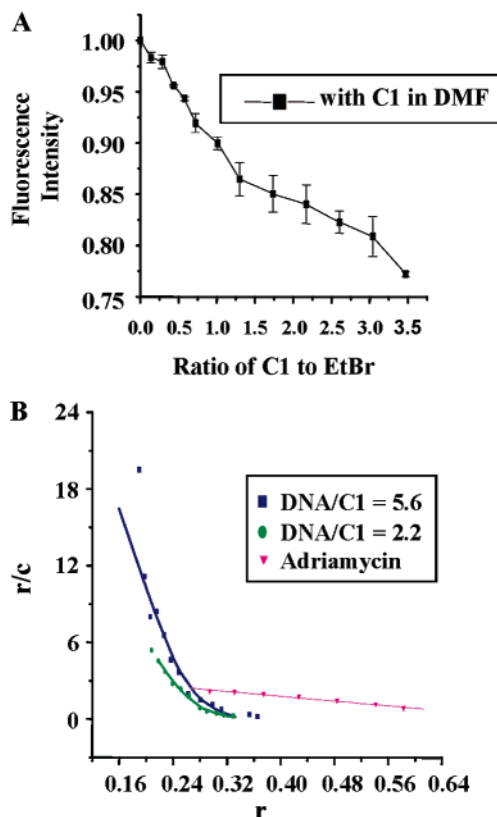 A
1.00
0.95
0.90
0.85
0.80
0.75
Fluorescence
Intensity
with C1 in DMF
0.0 0.5 1.0 1.5 2.0 2.5 3.0 3.5
Ratio of C1 to EtBr
B
24
18
12
6
0
r/c
DNA/C1 = 5.6
DNA/C1 = 2.2
Adriamycin
0.16 0.24 0.32 0.40 0.48 0.56 0.64
r